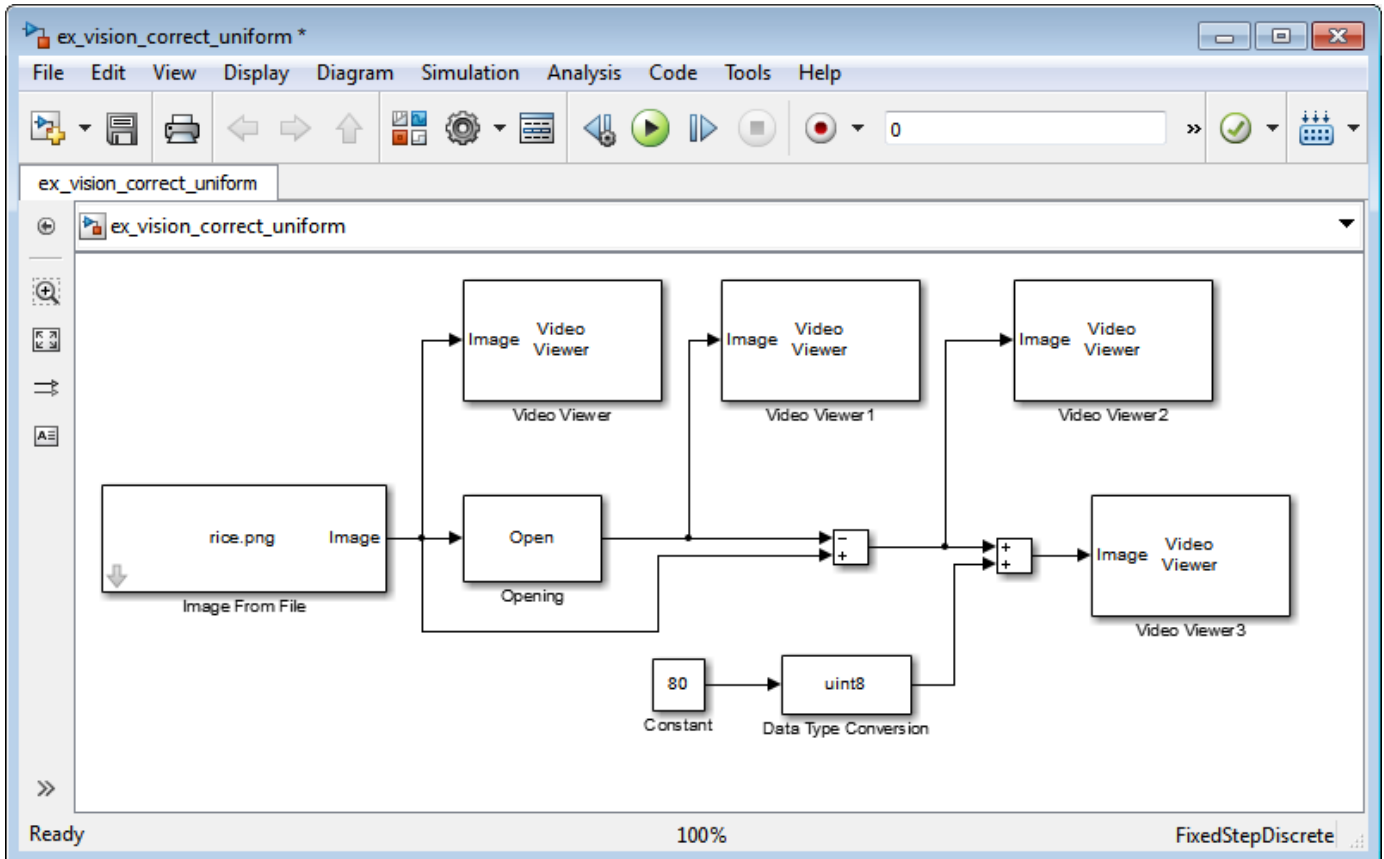 ex_vision_correct_uniform *
File Edit View Display Diagram Simulation Analysis Code Tools Help
0 »
ex_vision_correct_uniform
ex_vision_correct_uniform
Image Video
Viewer
Video Viewer
Image Video
Viewer
Video Viewer1
Image Video
Viewer
Video Viewer2
rice.png Image
Image From File
Open
Opening
−
+
+
+
Image Video
Viewer
Video Viewer3
80
Constant
uint8
Data Type Conversion
A
»
Ready 100% FixedStepDiscrete